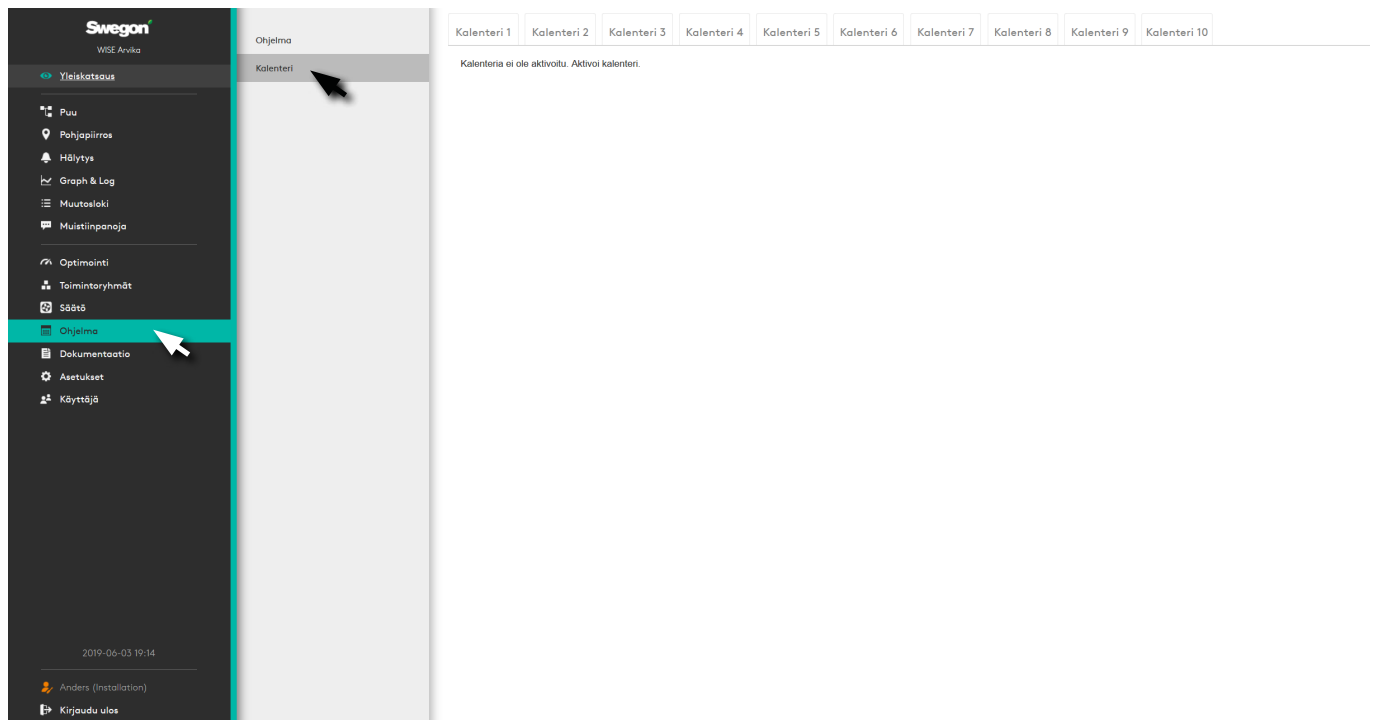 Swegon
WISE Arvika
Yleiskatsaus
Puu
Pohjapiirros
Hälytys
Graph & Log
Muutosloki
Muistiinpanoja
Optimointi
Toimintoryhmät
Säätö
Ohjelma
Dokumentaatio
Asetukset
Käyttäjä
2019-06-03 19:14
Anders (Installation)
Kirjaudu ulos
Ohjelma
Kalenteri
Kalenteri 1 Kalenteri 2 Kalenteri 3 Kalenteri 4 Kalenteri 5 Kalenteri 6 Kalenteri 7 Kalenteri 8 Kalenteri 9 Kalenteri 10
Kalenteria ei ole aktivoitu. Aktivoi kalenteri.